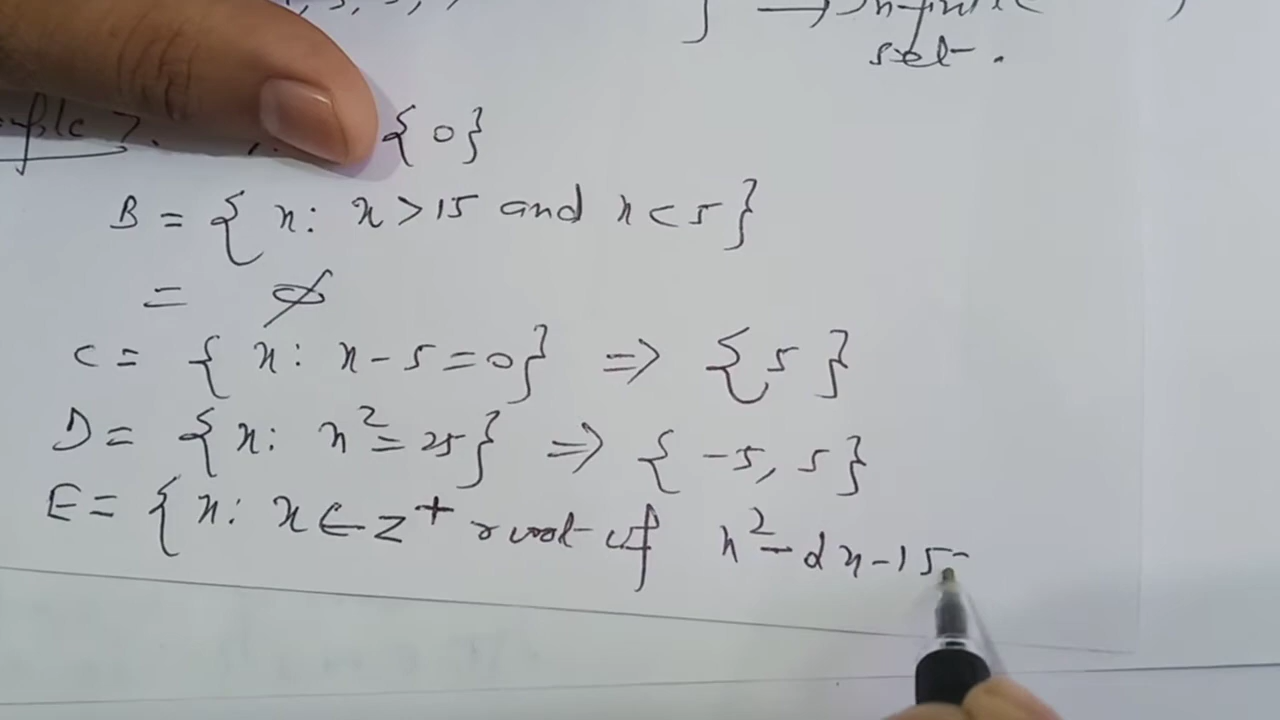 set.
{0}
B = { x: x > 15 and x < 5}
= ϕ
C = { x: x - 5 = 0} => {5}
D = {x: x² = 25} => { -5, 5}
E = {x: x ∈ Z⁺ root of x² - 2x - 15